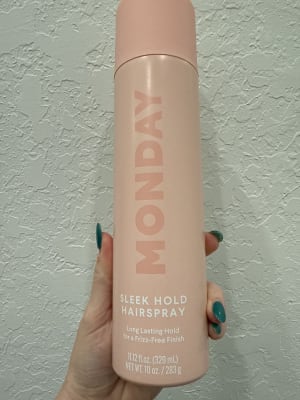 MONDAY
SLEEK HOLD
HAIRSPRAY
Long Lasting Hold
for a Frizz-Free Finish
11.12 fl oz. (329 mL)
NET WT. 10 oz. / 283 g